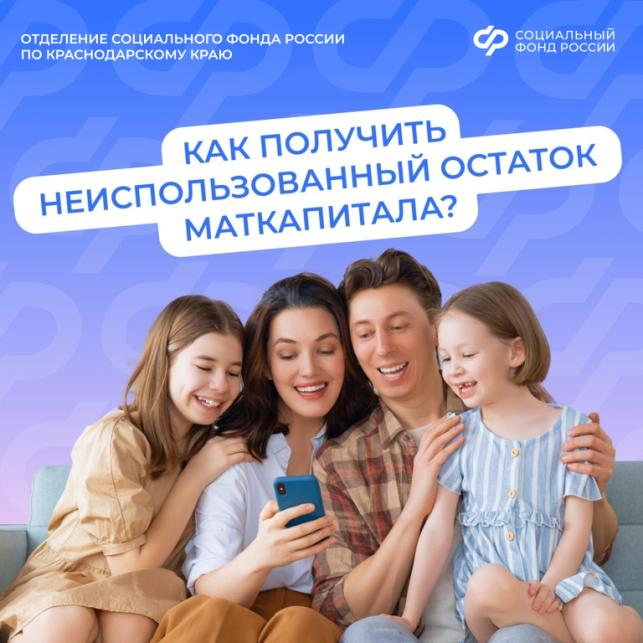 ОТДЕЛЕНИЕ СОЦИАЛЬНОГО ФОНДА РОССИИ
ПО КРАСНОДАРСКОМУ КРАЮ
СОЦИАЛЬНЫЙ
ФОНД РОССИИ
КАК ПОЛУЧИТЬ
НЕИСПОЛЬЗОВАННЫЙ ОСТАТОК
МАТКАПИТАЛА?